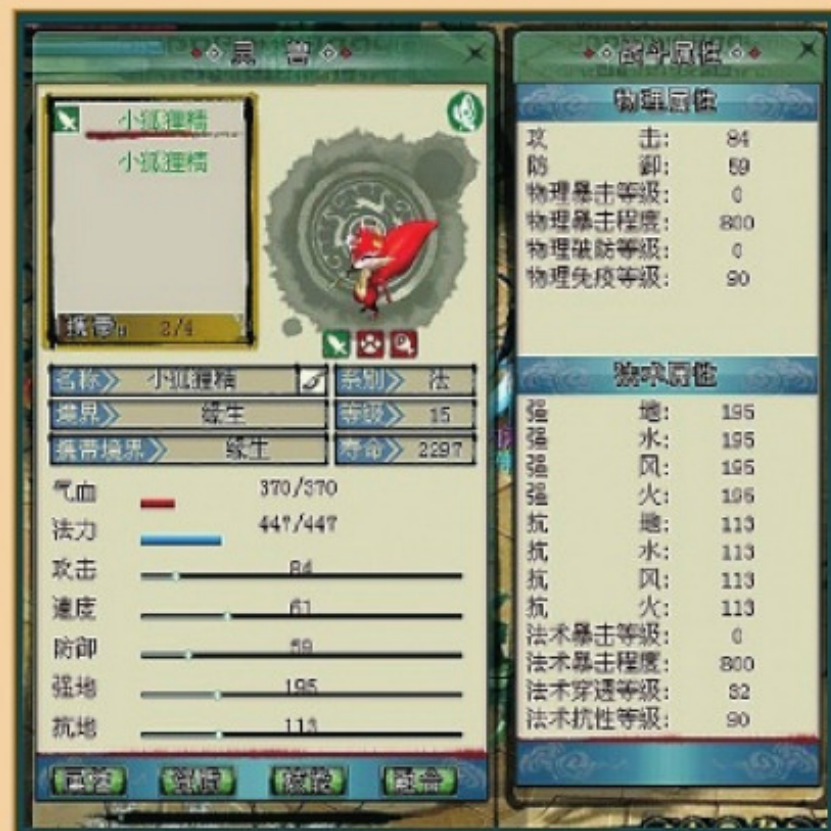 灵 兽
小狐狸精
小狐狸精
携带: 2/4
名称 小狐狸精 系别 法
境界 缘生 等级 15
携带境界 缘生 寿命 2297
气血 370/370
法力 447/447
攻击 84
速度 61
防御 59
强地 195
抗地 113
属性
融合
战斗属性
物理属性
攻 击: 84
防 御: 59
物理暴击等级: 0
物理暴击程度: 800
物理破防等级: 0
物理免疫等级: 90
法术属性
强 地: 195
强 水: 195
强 风: 195
强 火: 195
抗 地: 113
抗 水: 113
抗 风: 113
抗 火: 113
法术暴击等级: 0
法术暴击程度: 800
法术穿透等级: 32
法术抗性等级: 90